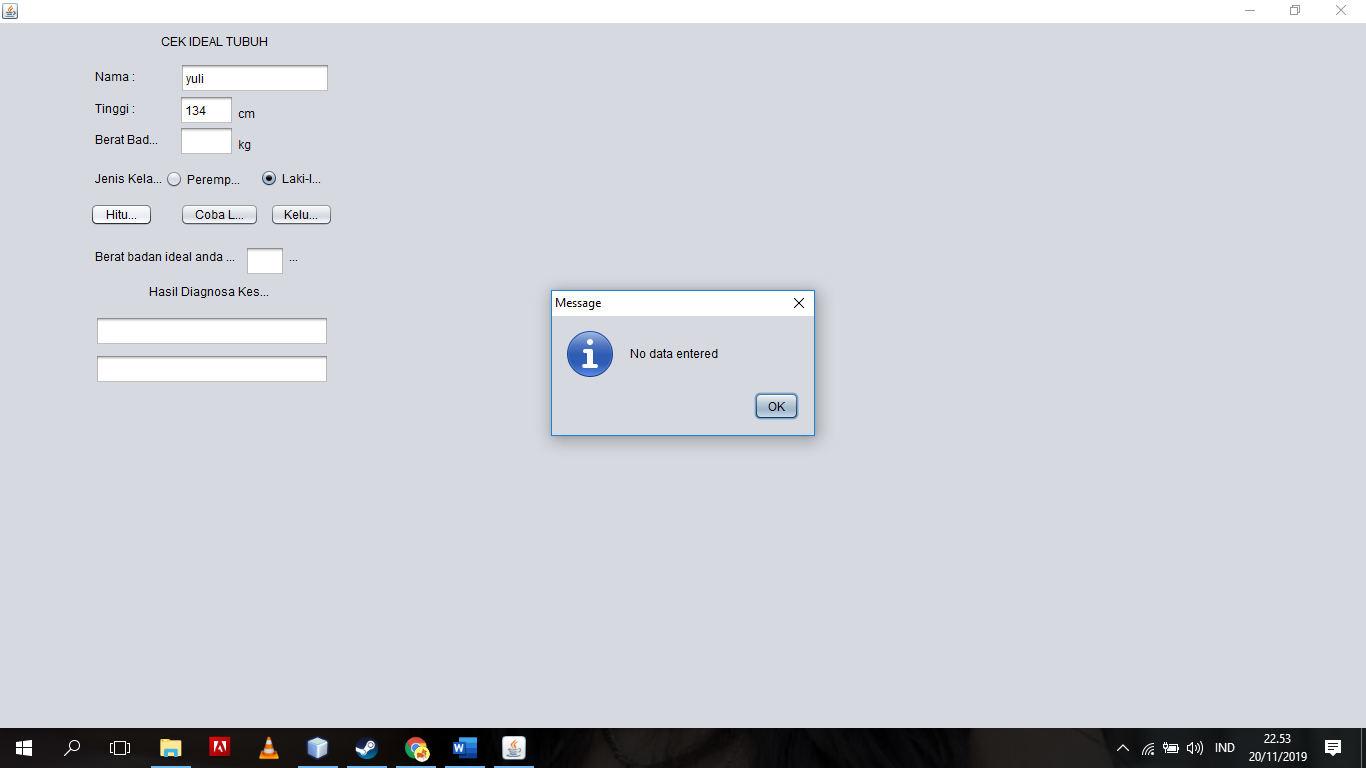 CEK IDEAL TUBUH
Nama :
yuli
Tinggi :
134
cm
Berat Bad...
kg
Jenis Kela...
Peremp...
Laki-l...
Hitu...
Coba L...
Kelu...
Berat badan ideal anda ...
...
Hasil Diagnosa Kes...
Message
No data entered
OK
IND
22.53
20/11/2019